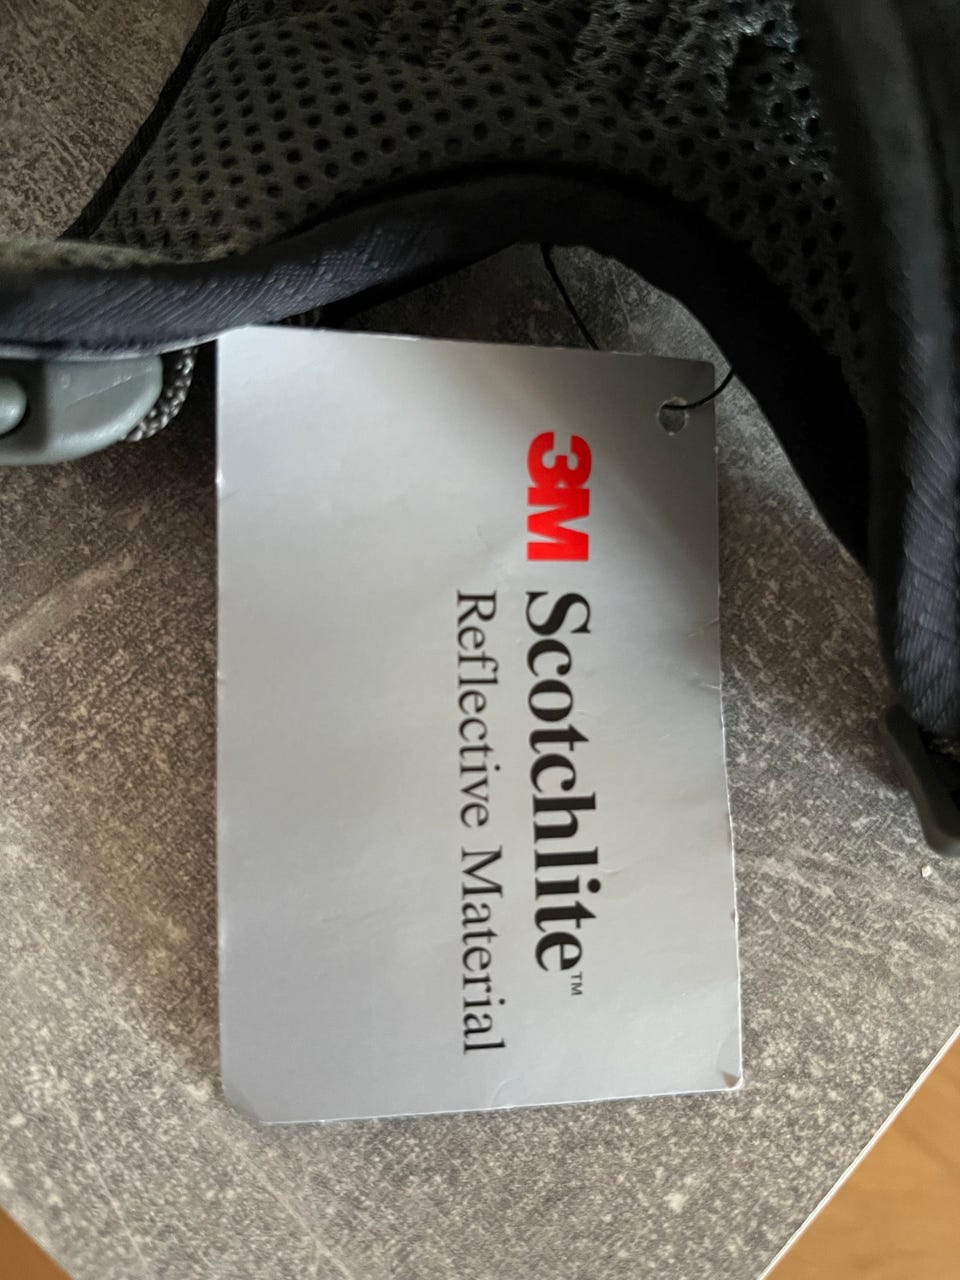 3M Scotchlite™
Reflective Material